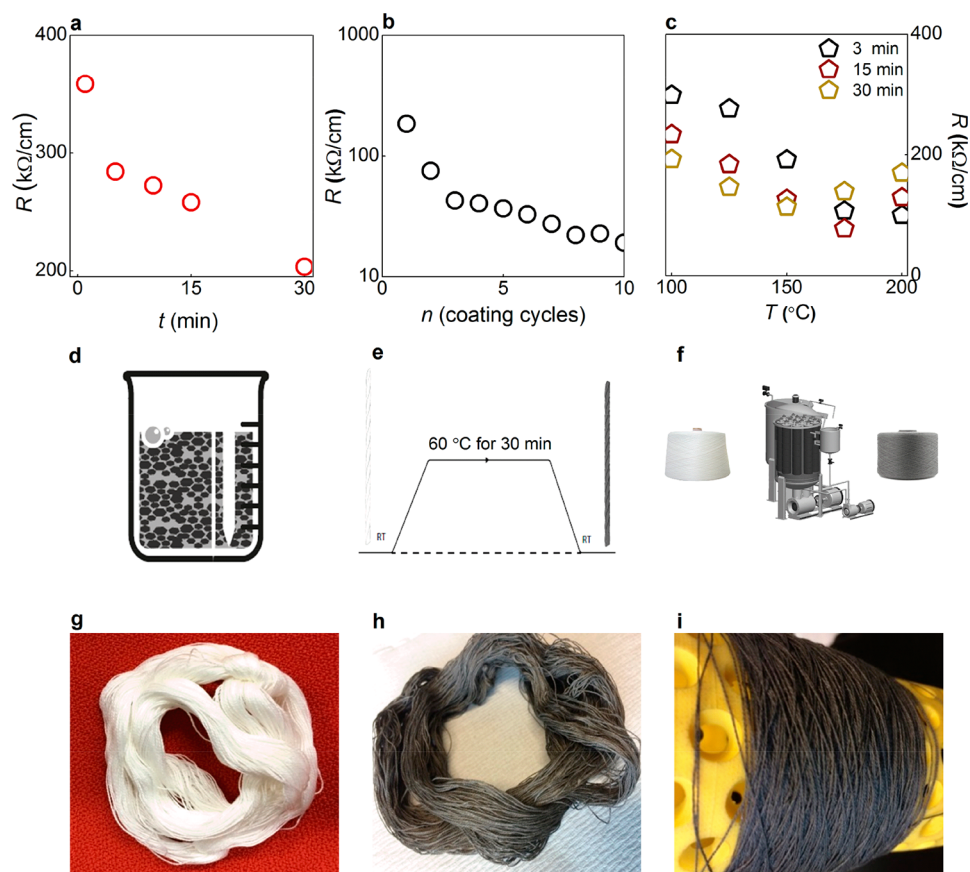 a
400
300
200
R (kΩ/cm)
0
15
30
t (min)
b
1000
100
10
R (kΩ/cm)
0
5
10
n (coating cycles)
c
3 min
15 min
30 min
400
200
0
R (kΩ/cm)
100
150
200
T (°C)
d
e
60 °C for 30 min
RT
RT
f
g
h
i